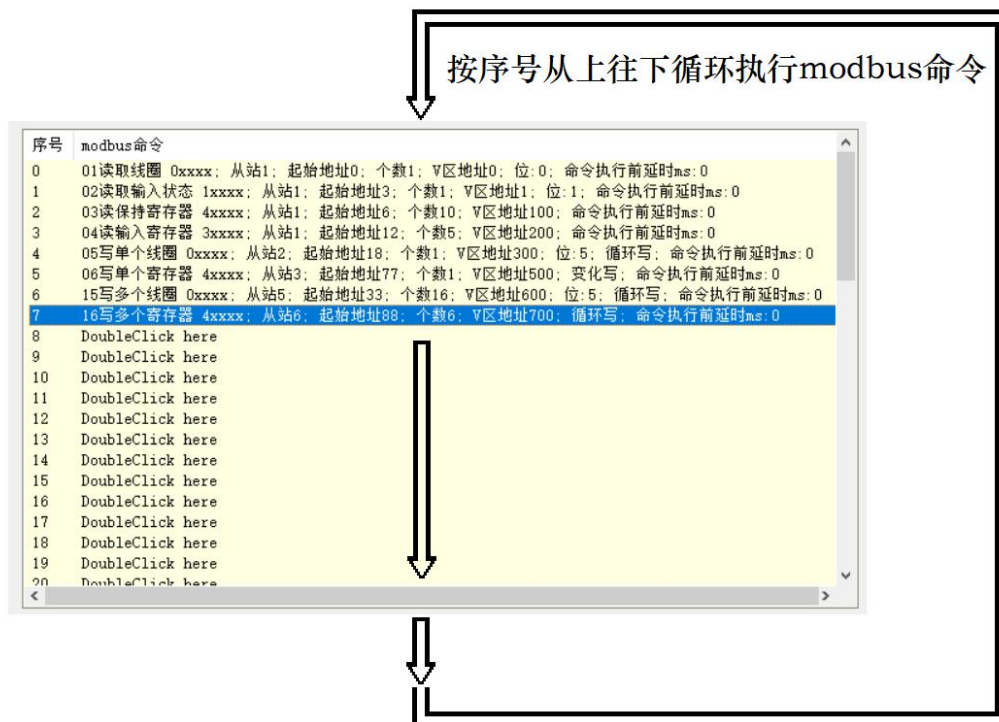 按序号从上往下循环执行modbus命令
序号 modbus命令
0 01读取线圈 0xxxx; 从站1; 起始地址0; 个数1; V区地址0; 位:0; 命令执行前延时ms:0
1 02读取输入状态 1xxxx; 从站1; 起始地址3; 个数1; V区地址1; 位:1; 命令执行前延时ms:0
2 03读保持寄存器 4xxxx; 从站1; 起始地址6; 个数10; V区地址100; 命令执行前延时ms:0
3 04读输入寄存器 3xxxx; 从站1; 起始地址12; 个数5; V区地址200; 命令执行前延时ms:0
4 05写单个线圈 0xxxx; 从站2; 起始地址18; 个数1; V区地址300; 位:5; 循环写; 命令执行前延时ms:0
5 06写单个寄存器 4xxxx; 从站3; 起始地址77; 个数1; V区地址500; 变化写; 命令执行前延时ms:0
6 15写多个线圈 0xxxx; 从站5; 起始地址33; 个数16; V区地址600; 位:5; 循环写; 命令执行前延时ms:0
7 16写多个寄存器 4xxxx; 从站6; 起始地址88; 个数6; V区地址700; 循环写; 命令执行前延时ms:0
8 DoubleClick here
9 DoubleClick here
10 DoubleClick here
11 DoubleClick here
12 DoubleClick here
13 DoubleClick here
14 DoubleClick here
15 DoubleClick here
16 DoubleClick here
17 DoubleClick here
18 DoubleClick here
19 DoubleClick here
20 DoubleClick here